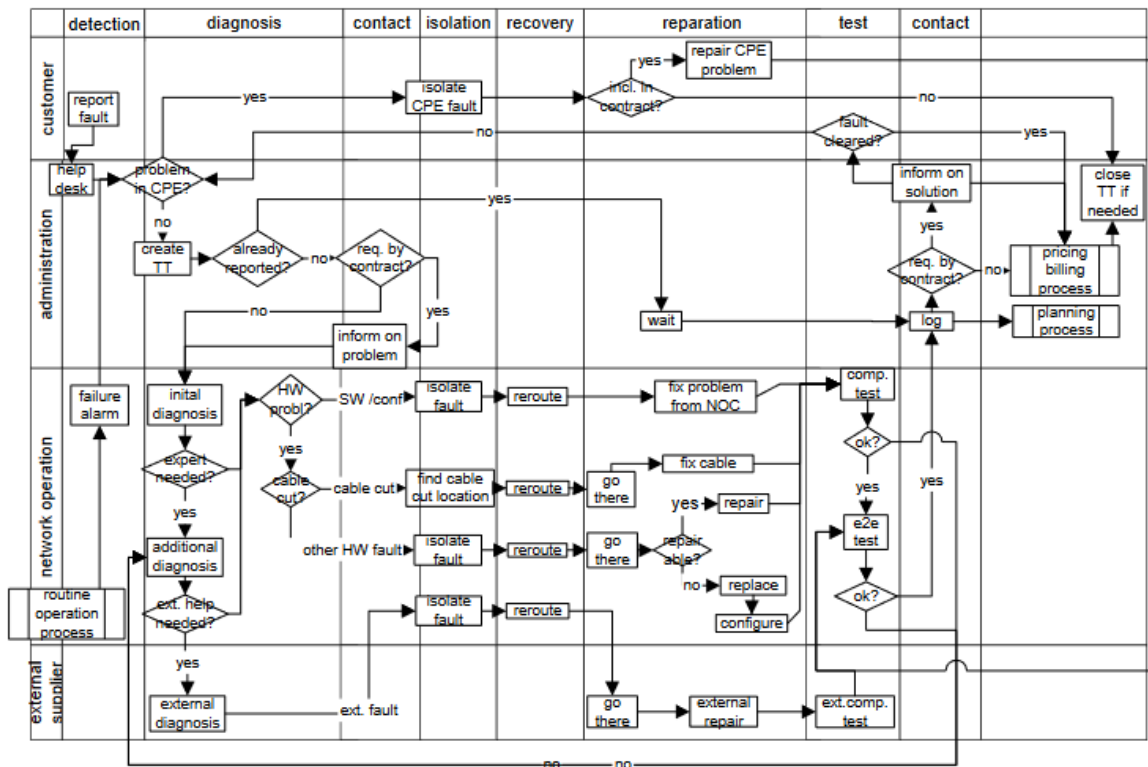 detection
diagnosis
contact
isolation
recovery
reparation
test
contact
customer
report
fault
yes
isolate
CPE fault
incl. in
contract?
yes
repair CPE
problem
no
no
fault
cleared?
yes
administration
help
desk
problem
in CPE?
no
create
TT
already
reported?
no
yes
req. by
contract?
no
yes
inform on
problem
wait
inform on
solution
yes
req. by
contract?
no
log
close
TT if
needed
pricing
billing
process
planning
process
network operation
failure
alarm
routine
operation
process
inital
diagnosis
expert
needed?
yes
additional
diagnosis
ext. help
needed?
yes
HW
probl?
yes
cable
cut?
SW /conf
isolate
fault
reroute
fix problem
from NOC
cable cut
find cable
cut location
reroute
go
there
fix cable
other HW fault
isolate
fault
reroute
go
there
repair
able?
yes
repair
no
replace
configure
isolate
fault
reroute
comp.
test
ok?
yes
e2e
test
ok?
yes
external
supplier
external
diagnosis
ext. fault
go
there
external
repair
ext.comp.
test
no
no